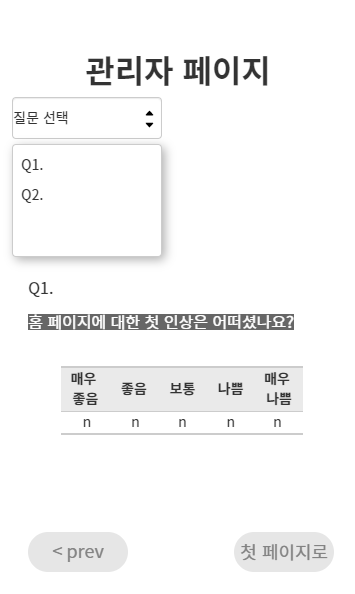 관리자 페이지
질문 선택
Q1.
Q2.
Q1.
홈 페이지에 대한 첫 인상은 어떠셨나요?
매우 좋음 좋음 보통 나쁨 매우 나쁨
n n n n n
< prev 첫 페이지로